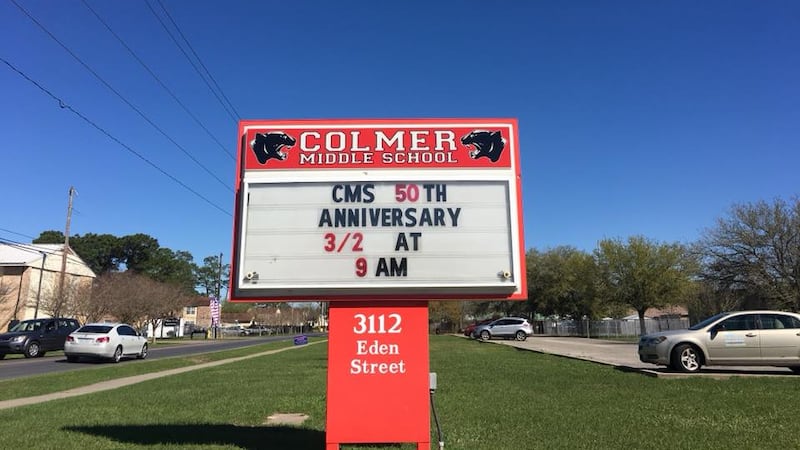 COLMER
MIDDLE SCHOOL
CMS 50TH
ANNIVERSARY
3/2 AT
9 AM
3112
Eden
Street